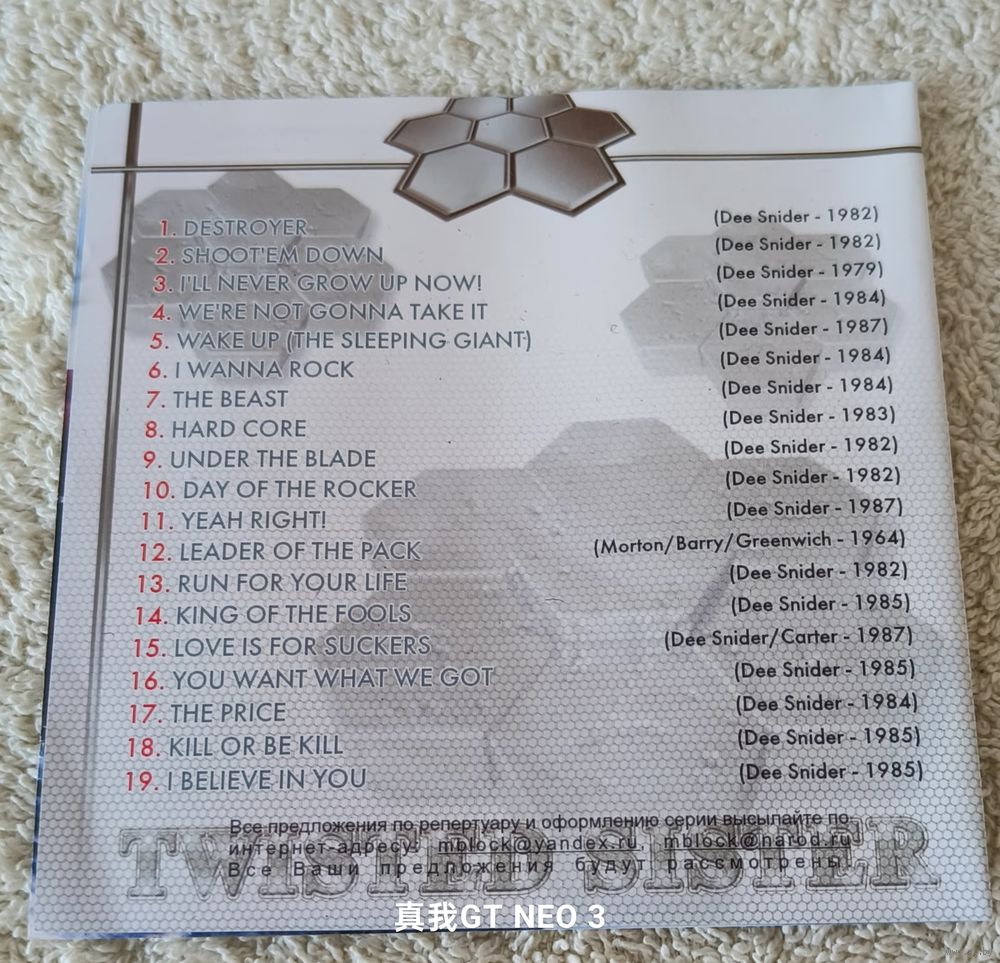 1. DESTROYER (Dee Snider - 1982)
2. SHOOT'EM DOWN (Dee Snider - 1982)
3. I'LL NEVER GROW UP NOW! (Dee Snider - 1979)
4. WE'RE NOT GONNA TAKE IT (Dee Snider - 1984)
5. WAKE UP (THE SLEEPING GIANT) (Dee Snider - 1987)
6. I WANNA ROCK (Dee Snider - 1984)
7. THE BEAST (Dee Snider - 1984)
8. HARD CORE (Dee Snider - 1983)
9. UNDER THE BLADE (Dee Snider - 1982)
10. DAY OF THE ROCKER (Dee Snider - 1982)
11. YEAH RIGHT! (Dee Snider - 1987)
12. LEADER OF THE PACK (Morton/Barry/Greenwich - 1964)
13. RUN FOR YOUR LIFE (Dee Snider - 1982)
14. KING OF THE FOOLS (Dee Snider - 1985)
15. LOVE IS FOR SUCKERS (Dee Snider/Carter - 1987)
16. YOU WANT WHAT WE GOT (Dee Snider - 1985)
17. THE PRICE (Dee Snider - 1984)
18. KILL OR BE KILL (Dee Snider - 1985)
19. I BELIEVE IN YOU (Dee Snider - 1985)
Все предложения по репертуару и оформлению серии высылайте по
интернет-адресу: mblock@yandex.ru, mblock@narod.ru
Все Ваши предложения будут рассмотрены
TWISTED SISTER
真我GT NEO 3